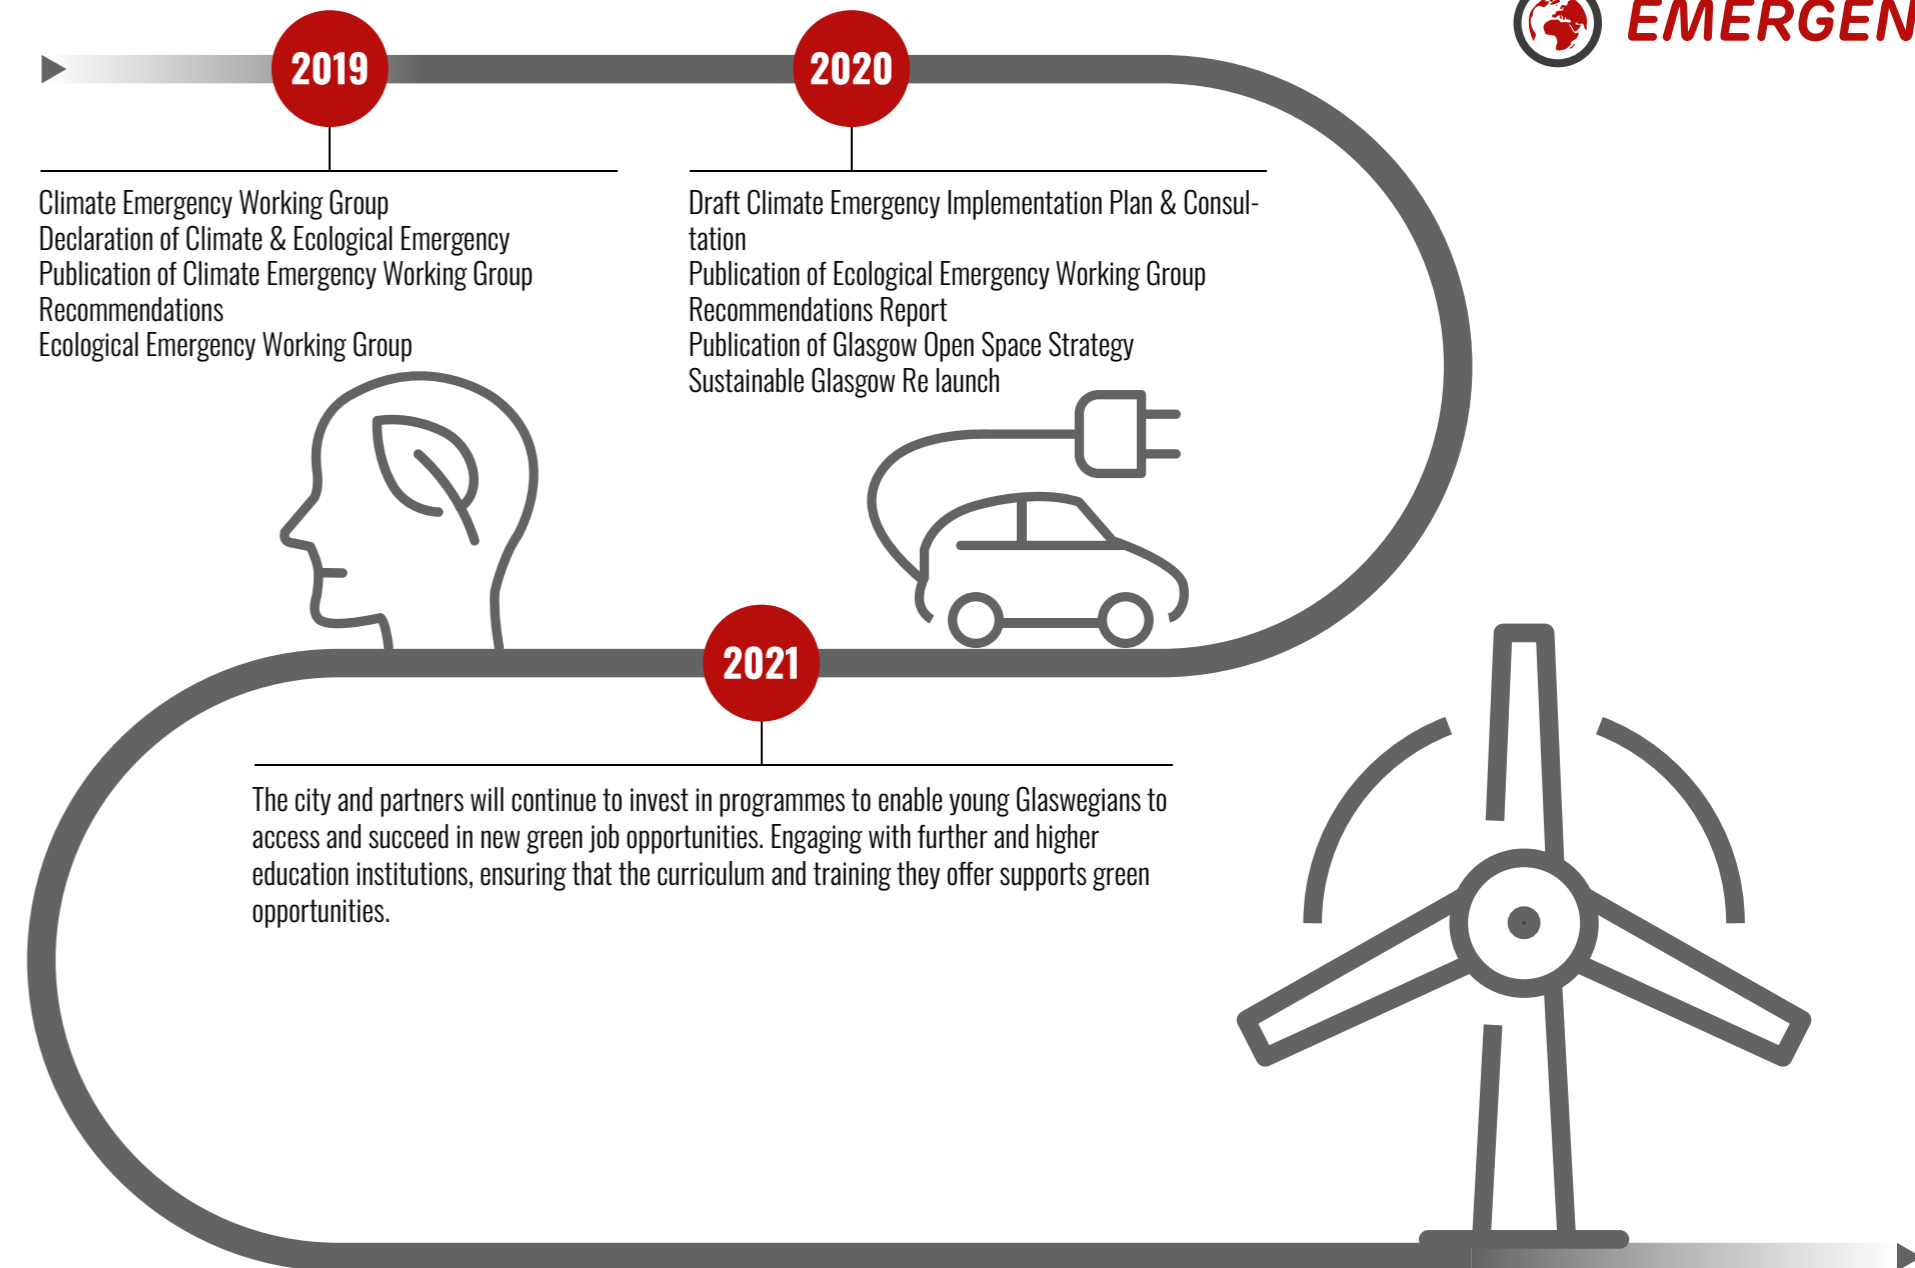 EMERGEN
2019
2020
Climate Emergency Working Group
Declaration of Climate & Ecological Emergency
Publication of Climate Emergency Working Group
Recommendations
Ecological Emergency Working Group
Draft Climate Emergency Implementation Plan & Consul-
tation
Publication of Ecological Emergency Working Group
Recommendations Report
Publication of Glasgow Open Space Strategy
Sustainable Glasgow Re launch
2021
The city and partners will continue to invest in programmes to enable young Glaswegians to
access and succeed in new green job opportunities. Engaging with further and higher
education institutions, ensuring that the curriculum and training they offer supports green
opportunities.